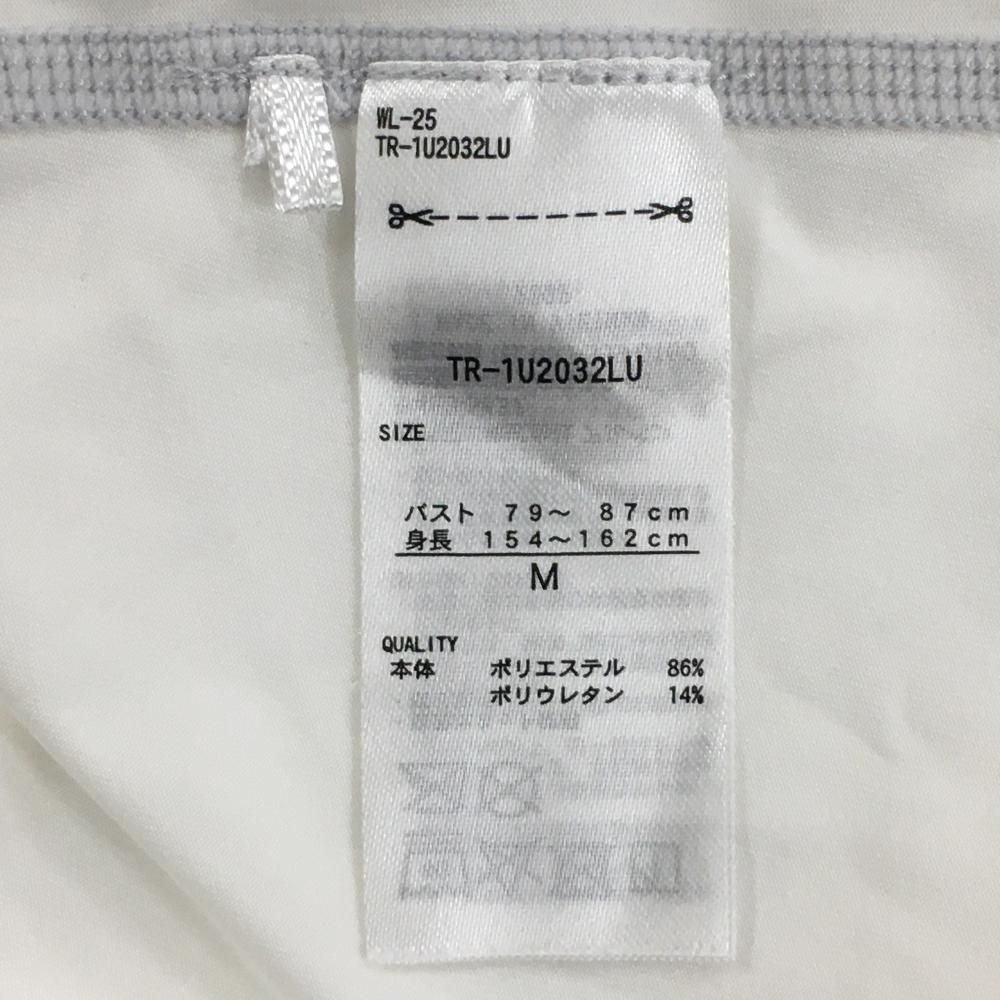 WL-25
TR-1U2032LU
TR-1U2032LU
SIZE
バスト 79～ 87cm
身長 154～162cm
M
QUALITY
本体 ポリエステル 86%
ポリウレタン 14%